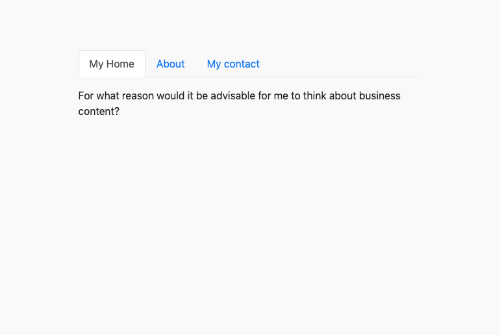 My Home About My contact
For what reason would it be advisable for me to think about business
content?